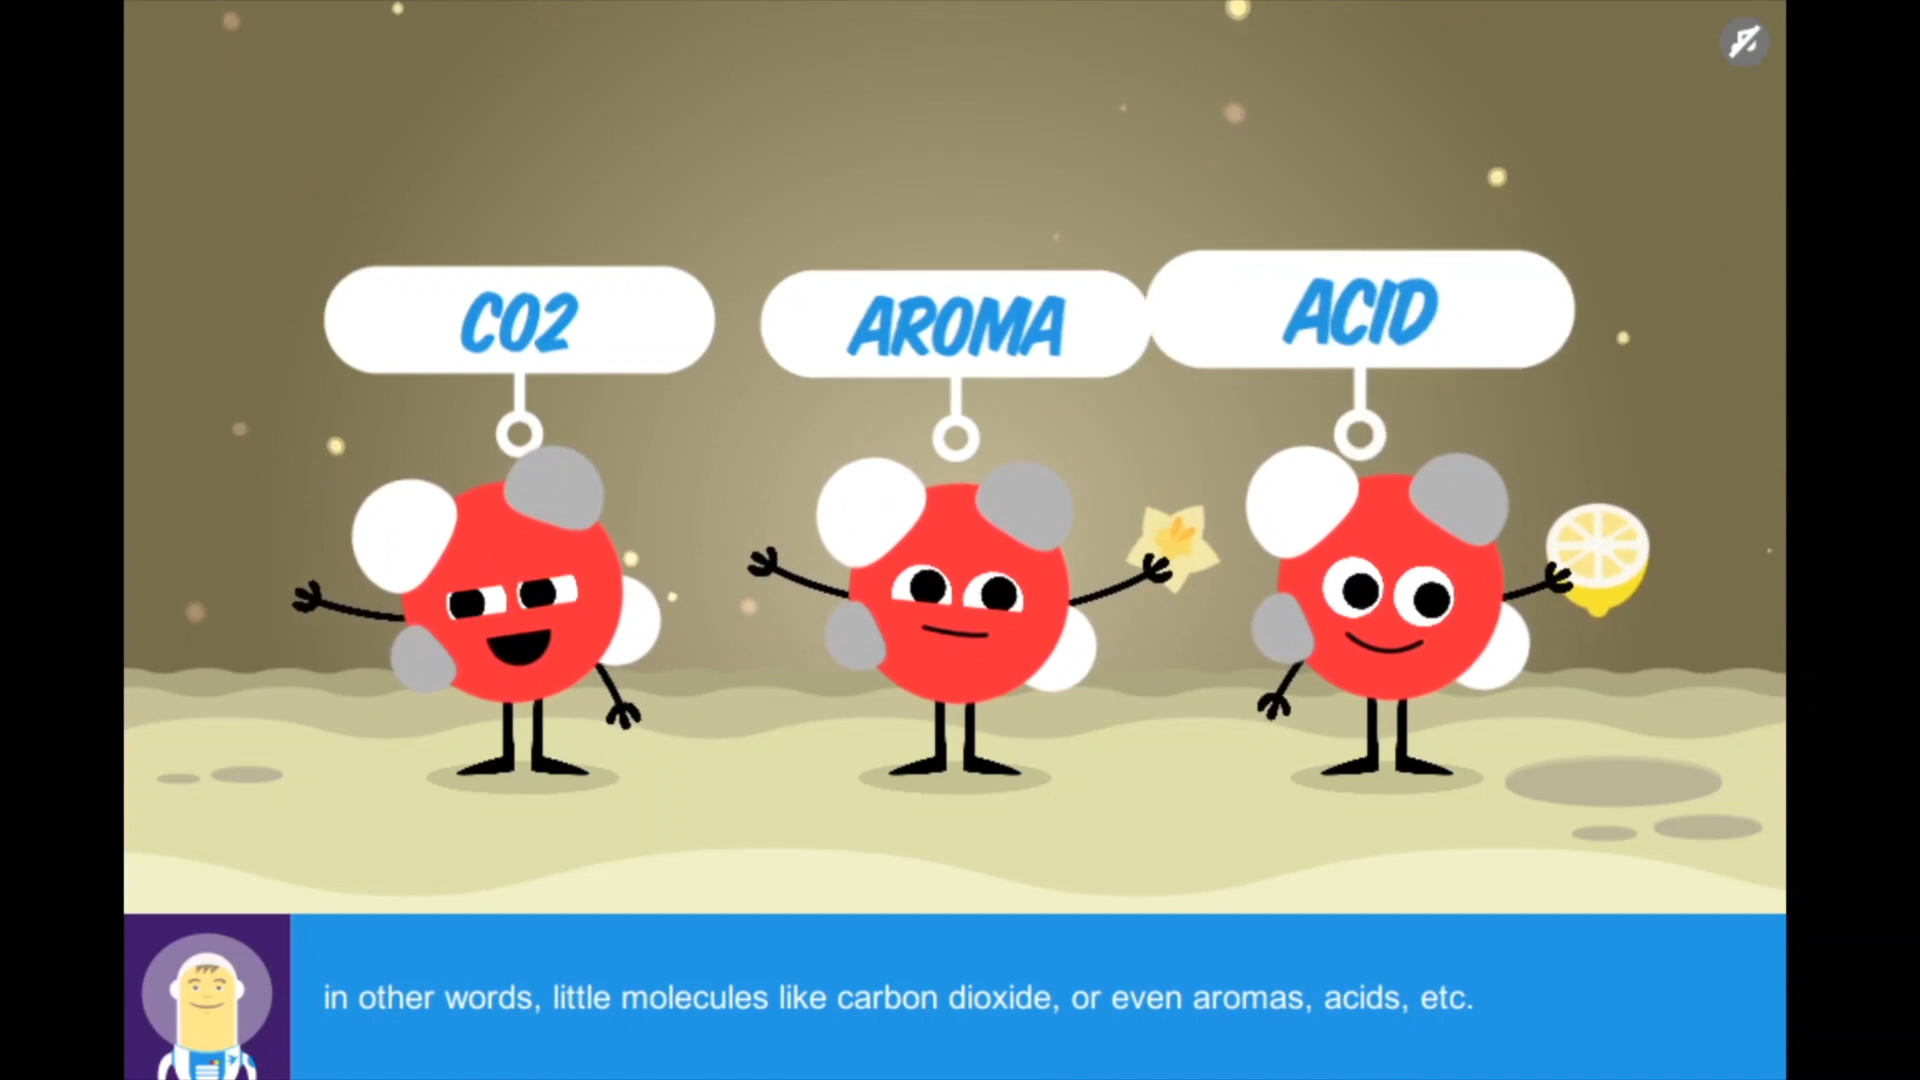 CO2
AROMA
ACID
in other words, little molecules like carbon dioxide, or even aromas, acids, etc.